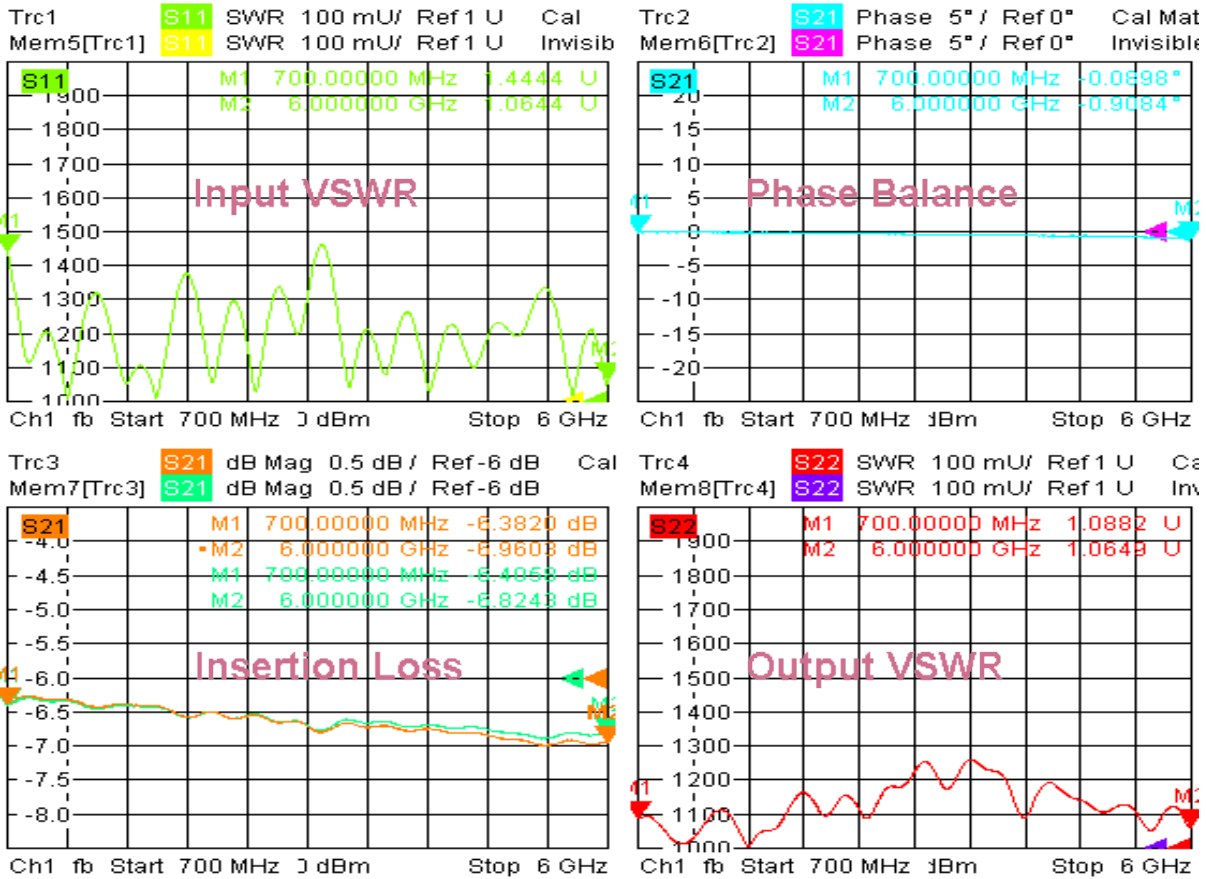 Trc1 S11 SWR 100 mU/ Ref 1 U Cal
Mem5[Trc1] S11 SWR 100 mU/ Ref 1 U Invisib
S11
M1 700.00000 MHz 1.4444 U
M2 6.000000 GHz 1.0644 U
1900
1800
1700
1600
1500
1400
1300
1200
1100
1000
Input VSWR
M1
Ch1 fb Start 700 MHz 0 dBm Stop 6 GHz
Trc2 S21 Phase 5°/ Ref 0° Cal Mat
Mem6[Trc2] S21 Phase 5°/ Ref 0° Invisible
S21
M1 700.00000 MHz -0.0898°
M2 6.000000 GHz -0.9084°
20
15
10
5
0
-5
-10
-15
-20
Phase Balance
M1
Ch1 fb Start 700 MHz dBm Stop 6 GHz
Trc3 S21 dB Mag 0.5 dB/ Ref -6 dB Cal
Mem7[Trc3] S21 dB Mag 0.5 dB/ Ref -6 dB
S21
M1 700.00000 MHz -6.3820 dB
•M2 6.000000 GHz -6.9603 dB
M1 700.00000 MHz -6.4058 dB
M2 6.000000 GHz -6.8243 dB
-4.0
-4.5
-5.0
-5.5
-6.0
-6.5
-7.0
-7.5
-8.0
Insertion Loss
M1
M2
Ch1 fb Start 700 MHz 0 dBm Stop 6 GHz
Trc4 S22 SWR 100 mU/ Ref 1 U Ca
Mem8[Trc4] S22 SWR 100 mU/ Ref 1 U Inv
S22
M1 700.00000 MHz 1.0882 U
M2 6.000000 GHz 1.0649 U
1900
1800
1700
1600
1500
1400
1300
1200
1100
1000
Output VSWR
M1
M2
Ch1 fb Start 700 MHz dBm Stop 6 GHz